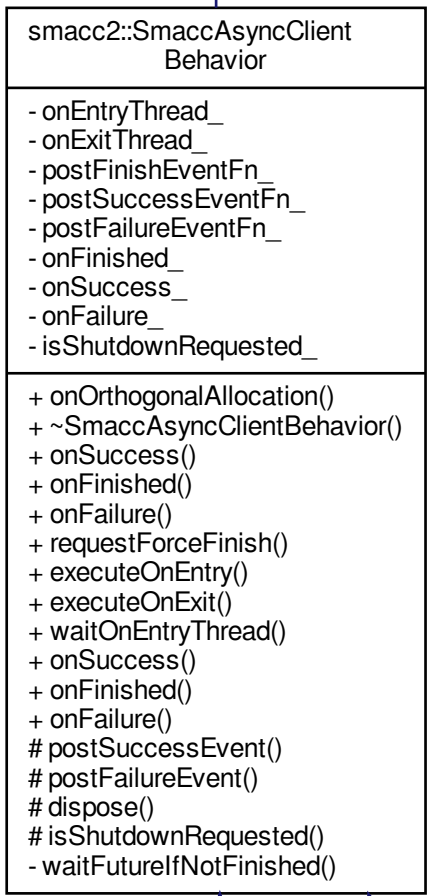 smacc2::SmaccAsyncClient
Behavior
- onEntryThread_
- onExitThread_
- postFinishEventFn_
- postSuccessEventFn_
- postFailureEventFn_
- onFinished_
- onSuccess_
- onFailure_
- isShutdownRequested_
+ onOrthogonalAllocation()
+ ~SmaccAsyncClientBehavior()
+ onSuccess()
+ onFinished()
+ onFailure()
+ requestForceFinish()
+ executeOnEntry()
+ executeOnExit()
+ waitOnEntryThread()
+ onSuccess()
+ onFinished()
+ onFailure()
# postSuccessEvent()
# postFailureEvent()
# dispose()
# isShutdownRequested()
- waitFutureIfNotFinished()